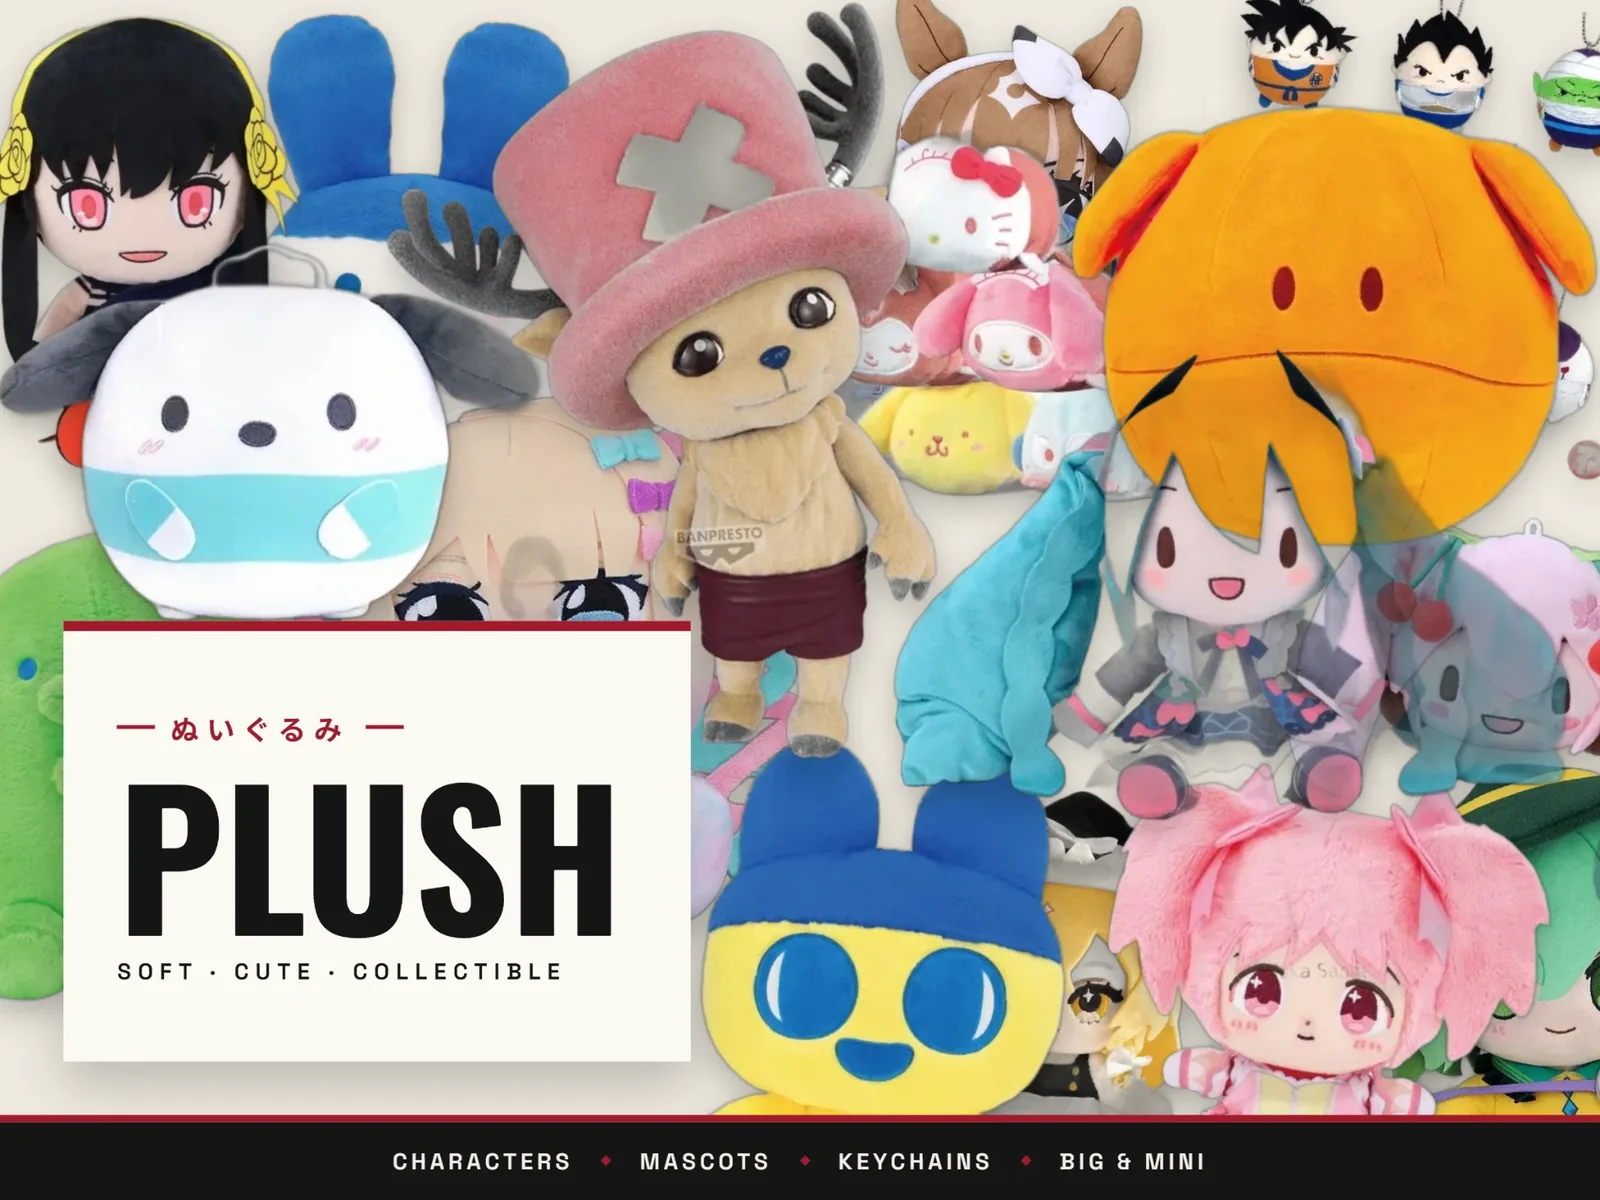 BANPRESTO
ぬいぐるみ
PLUSH
SOFT · CUTE · COLLECTIBLE
CHARACTERS ◆ MASCOTS ◆ KEYCHAINS ◆ BIG & MINI